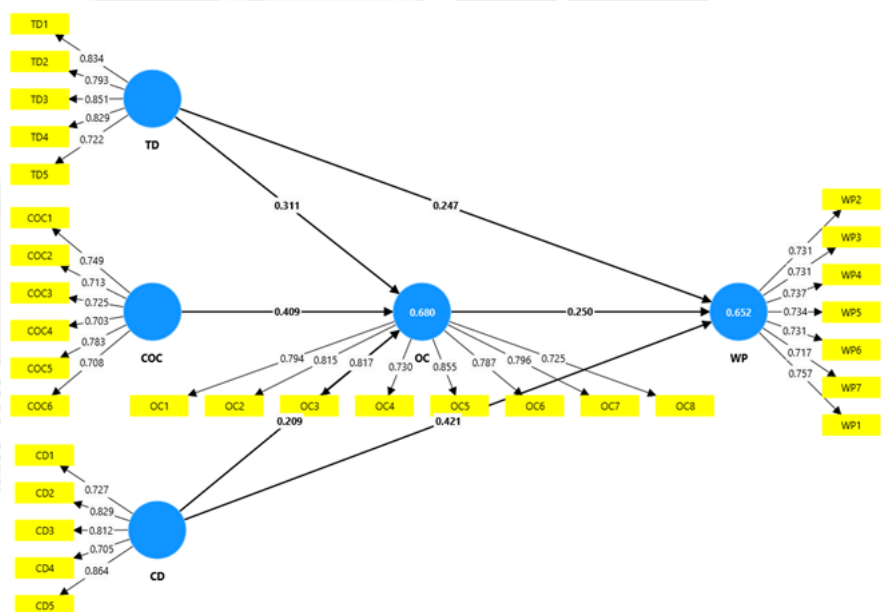 TD1
TD2
TD3
TD4
TD5
0.834
0.793
0.851
0.829
0.722
TD
0.311
0.247
COC1
COC2
COC3
COC4
COC5
COC6
0.749
0.713
0.725
0.703
0.783
0.708
COC
0.409
0.680
OC
0.250
0.652
WP
WP2
WP3
WP4
WP5
WP6
WP7
WP1
0.731
0.731
0.737
0.734
0.731
0.717
0.757
0.794
0.815
0.817
0.730
0.855
0.787
0.796
0.725
OC1
OC2
OC3
OC4
OC5
OC6
OC7
OC8
0.209
0.421
CD1
CD2
CD3
CD4
CD5
0.727
0.829
0.812
0.705
0.864
CD